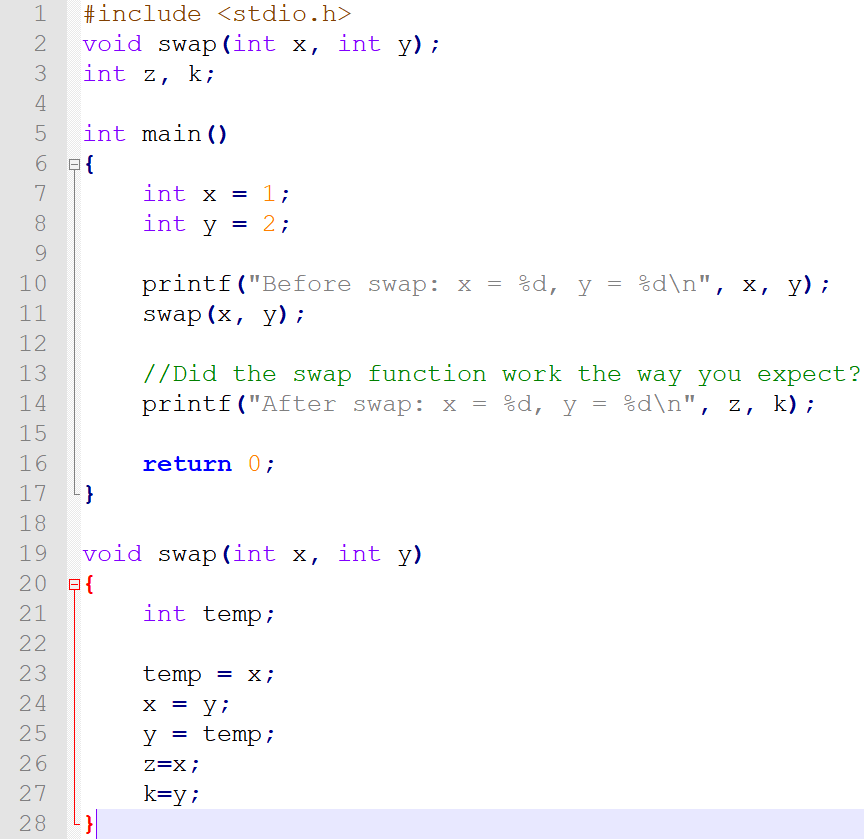 1 #include <stdio.h>
2 void swap(int x, int y);
3 int z, k;
4
5 int main()
6 {
7     int x = 1;
8     int y = 2;
9
10     printf("Before swap: x = %d, y = %d\n", x, y);
11     swap(x, y);
12
13     //Did the swap function work the way you expect?
14     printf("After swap: x = %d, y = %d\n", z, k);
15
16     return 0;
17 }
18
19 void swap(int x, int y)
20 {
21     int temp;
22
23     temp = x;
24     x = y;
25     y = temp;
26     z=x;
27     k=y;
28 }